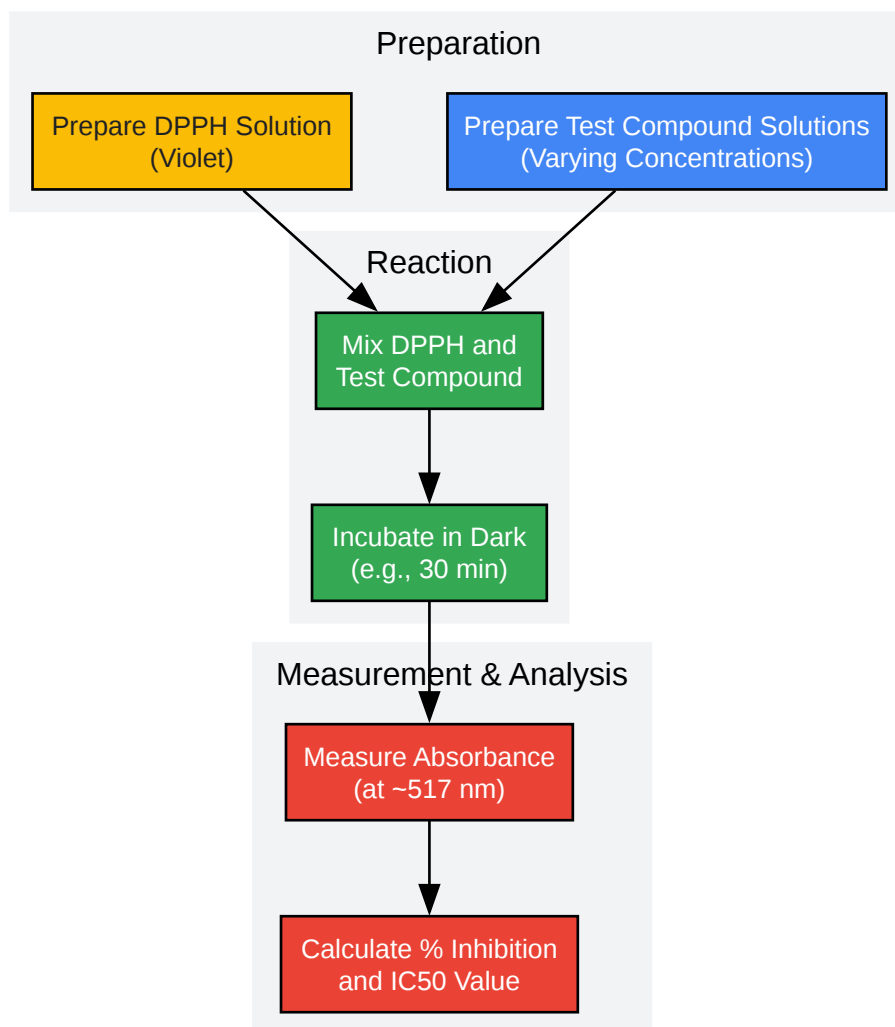 Preparation
Prepare DPPH Solution
(Violet)
Prepare Test Compound Solutions
(Varying Concentrations)
Reaction
Mix DPPH and
Test Compound
Incubate in Dark
(e.g., 30 min)
Measurement & Analysis
Measure Absorbance
(at ~517 nm)
Calculate % Inhibition
and IC50 Value